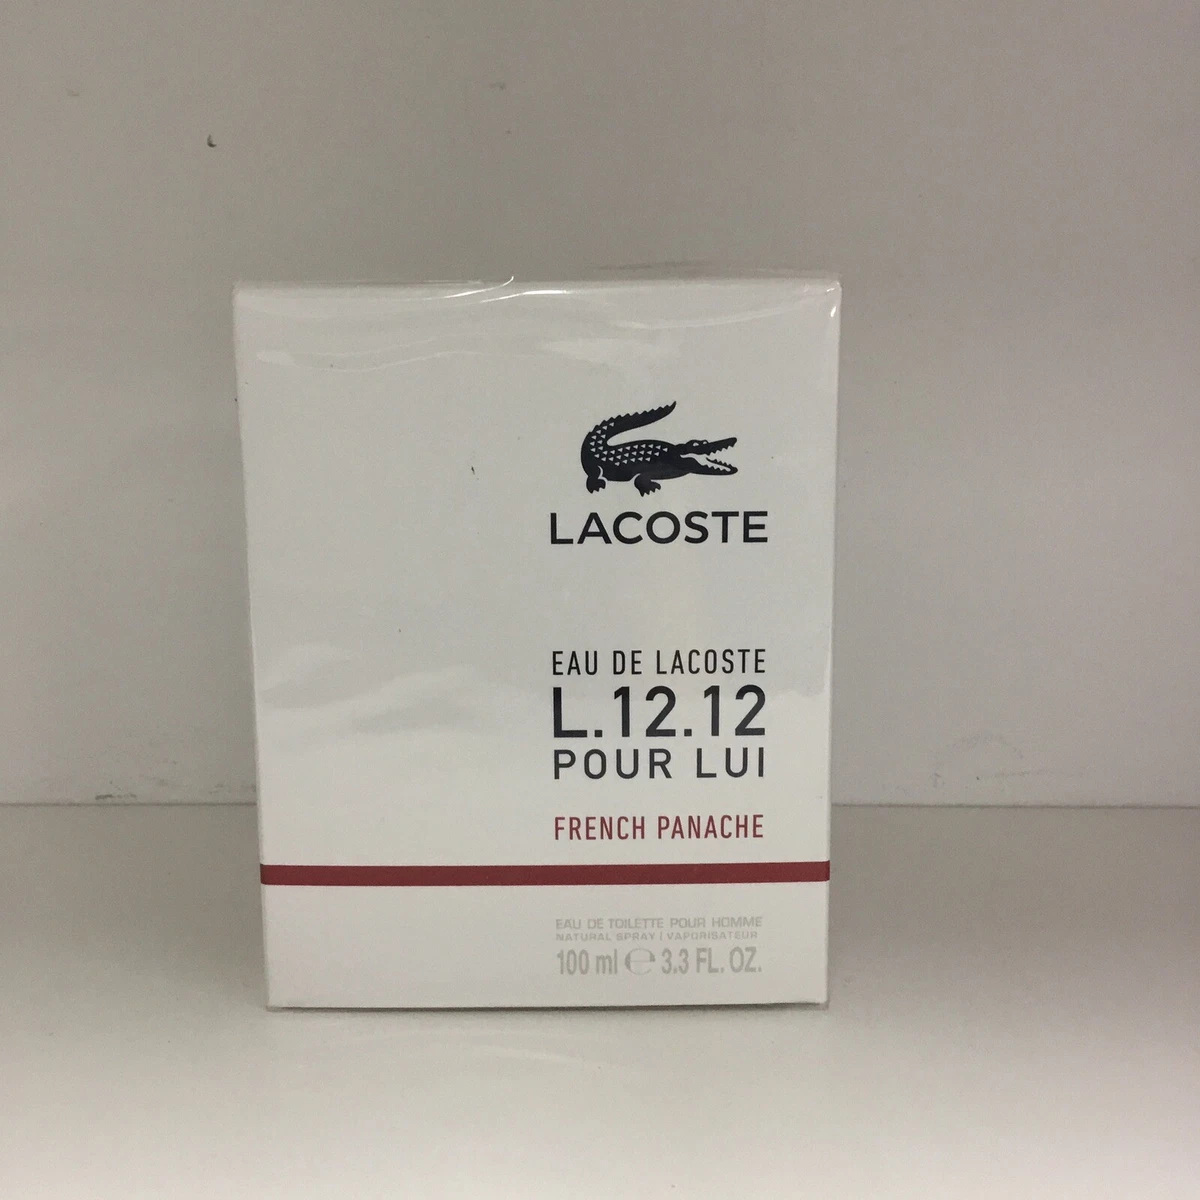 LACOSTE
EAU DE LACOSTE
L.12.12
POUR LUI
FRENCH PANACHE
EAU DE TOILETTE POUR HOMME
NATURAL SPRAY | VAPORISATEUR
100 ml ℮ 3.3 FL. OZ.